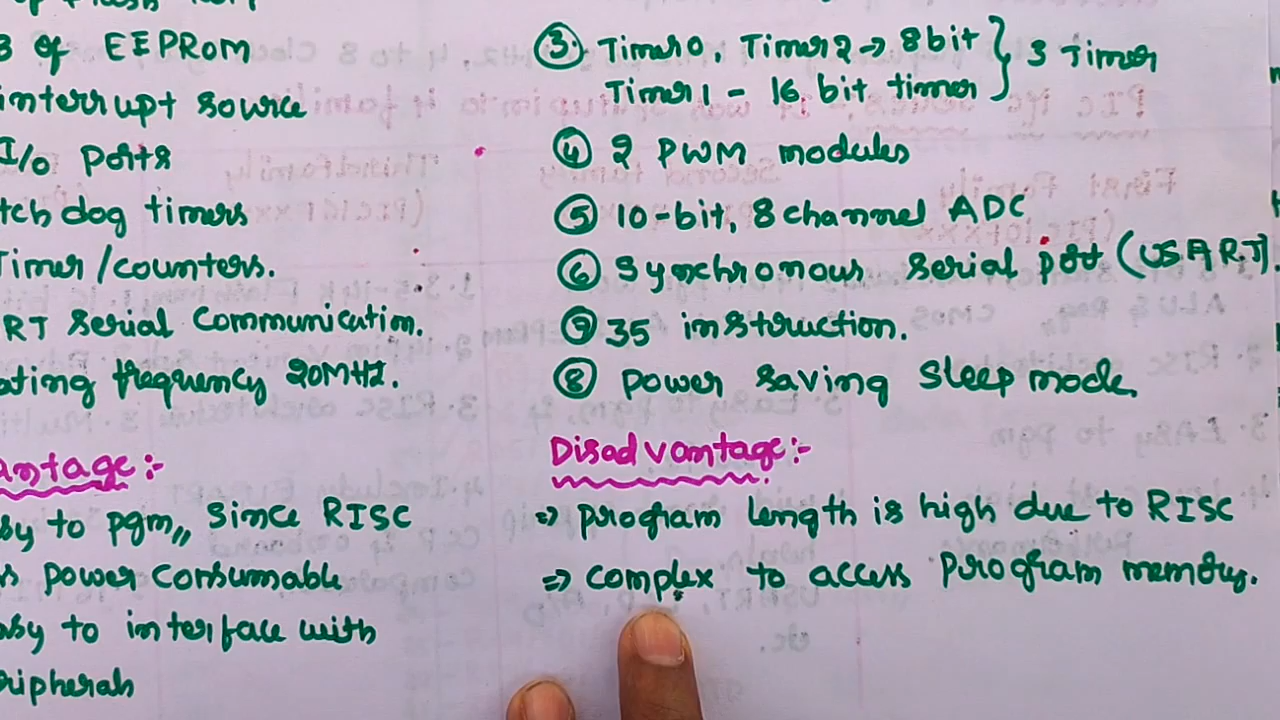 B of EEPROM
interrupt source
I/o ports
tch dog timers
Timer/counters.
RT serial communication.
ating frequency 20MHz.
antage:-
sy to pgm,, since RISC
s power consumable
sy to interface with
ripherals
③ Timer0, Timer2 → 8bit } 3 Timer
Timer1 - 16 bit timer
④ 2 PWM modules
⑤ 10-bit, 8 channel ADC
⑥ Synchronous serial port (USART)
⑦ 35 instruction.
⑧ power saving sleep mode.
Disadvantage:-
⇒ program length is high due to RISC
⇒ complex to access program memory.